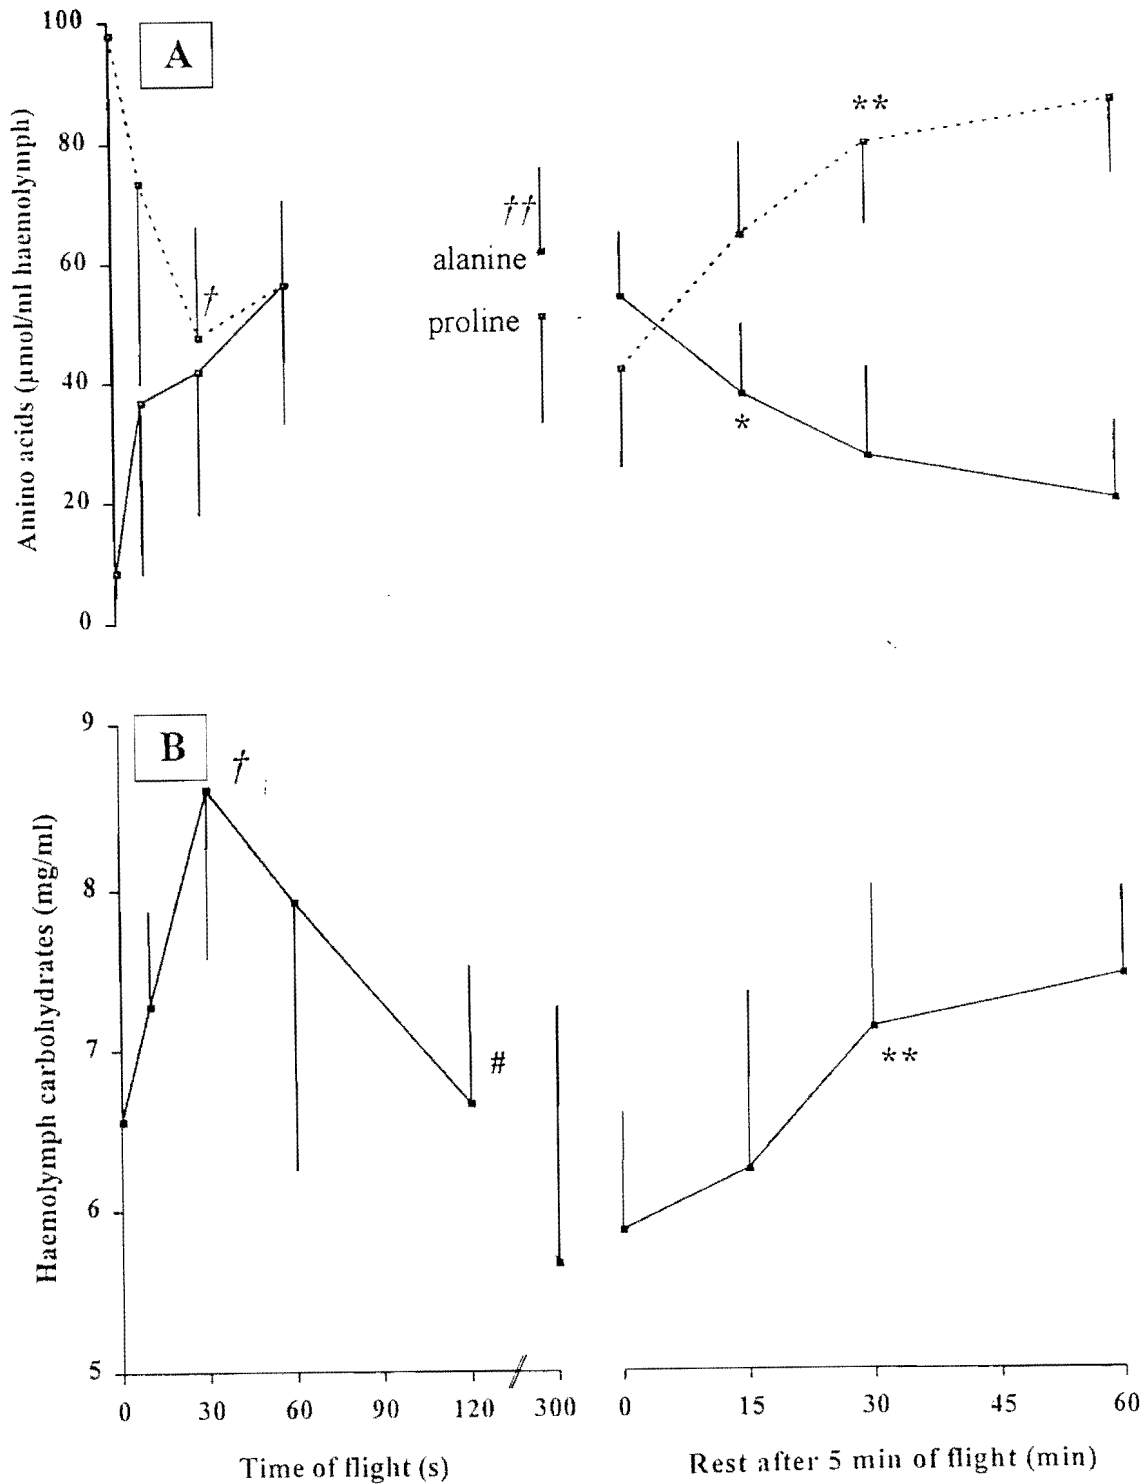 100
A
80
60
40
20
0
Amino acids (µmol/ml haemolymph)
†
††
alanine
proline
**
*
9
B
8
7
6
5
Haemolymph carbohydrates (mg/ml)
†
#
**
0 30 60 90 120 300
0 15 30 45 60
Time of flight (s)
Rest after 5 min of flight (min)